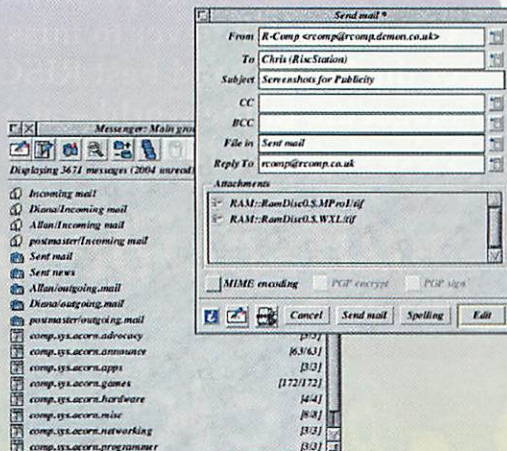 Send mail *
From R-Comp <rcomp@rcomp.demon.co.uk>
To Chris (RiscStation)
Subject Screenshots for Publicity
CC
BCC
File in Sent mail
Reply To rcomp@rcomp.co.uk
Attachments
RAM::RamDisc0.$.MPro1/tif
RAM::RamDisc0.$.WXL/tif
MIME encoding PGP encrypt PGP sign
Cancel Send mail Spelling Edit
Messenger: Main grou
Displaying 3671 messages (2004 unread)
Incoming mail
Diana/Incoming mail
Allan/Incoming mail
postmaster/Incoming mail
Sent mail
Sent news
Allan/outgoing.mail
Diana/outgoing.mail
postmaster/outgoing.mail
comp.sys.acorn.advocacy [3/3]
comp.sys.acorn.announce [63/63]
comp.sys.acorn.apps [3/3]
comp.sys.acorn.games [172/172]
comp.sys.acorn.hardware [4/4]
comp.sys.acorn.misc [8/8]
comp.sys.acorn.networking [3/3]
comp.sys.acorn.programmer [3/3]